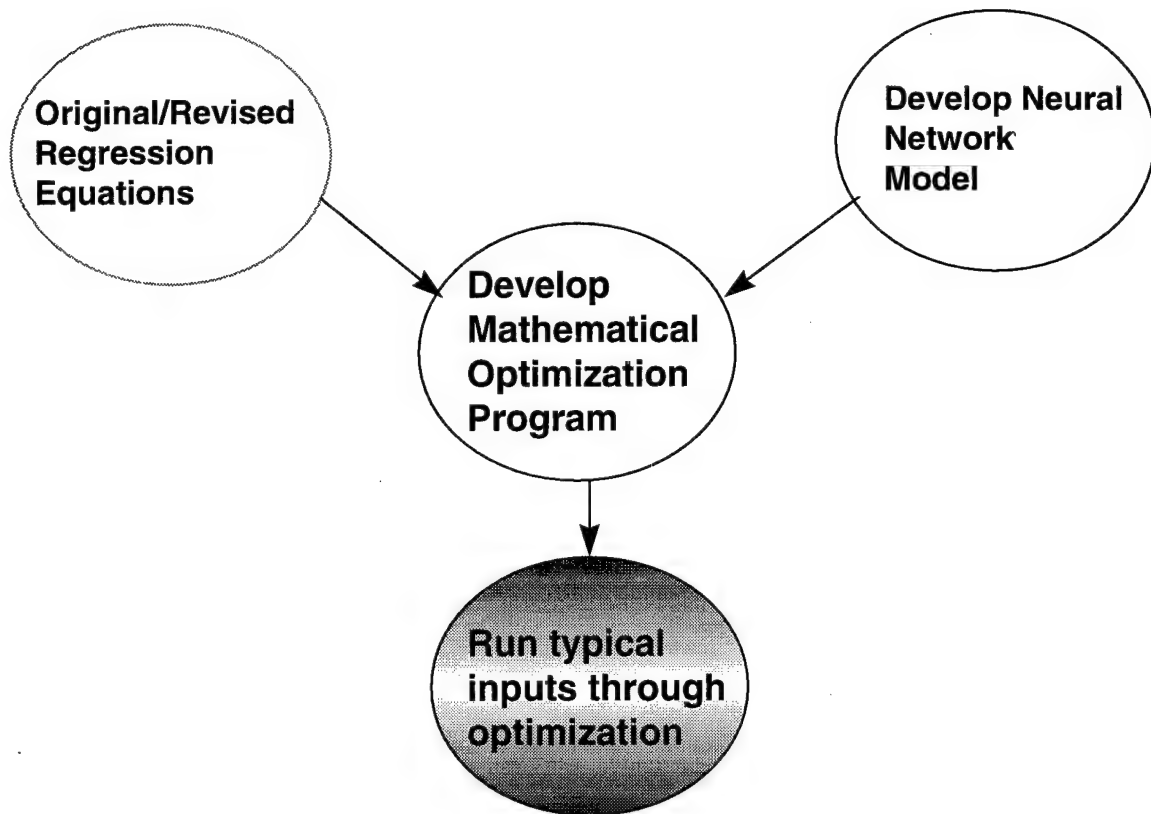 Original/Revised
Regression
Equations
Develop Neural
Network
Model
Develop
Mathematical
Optimization
Program
Run typical
inputs through
optimization